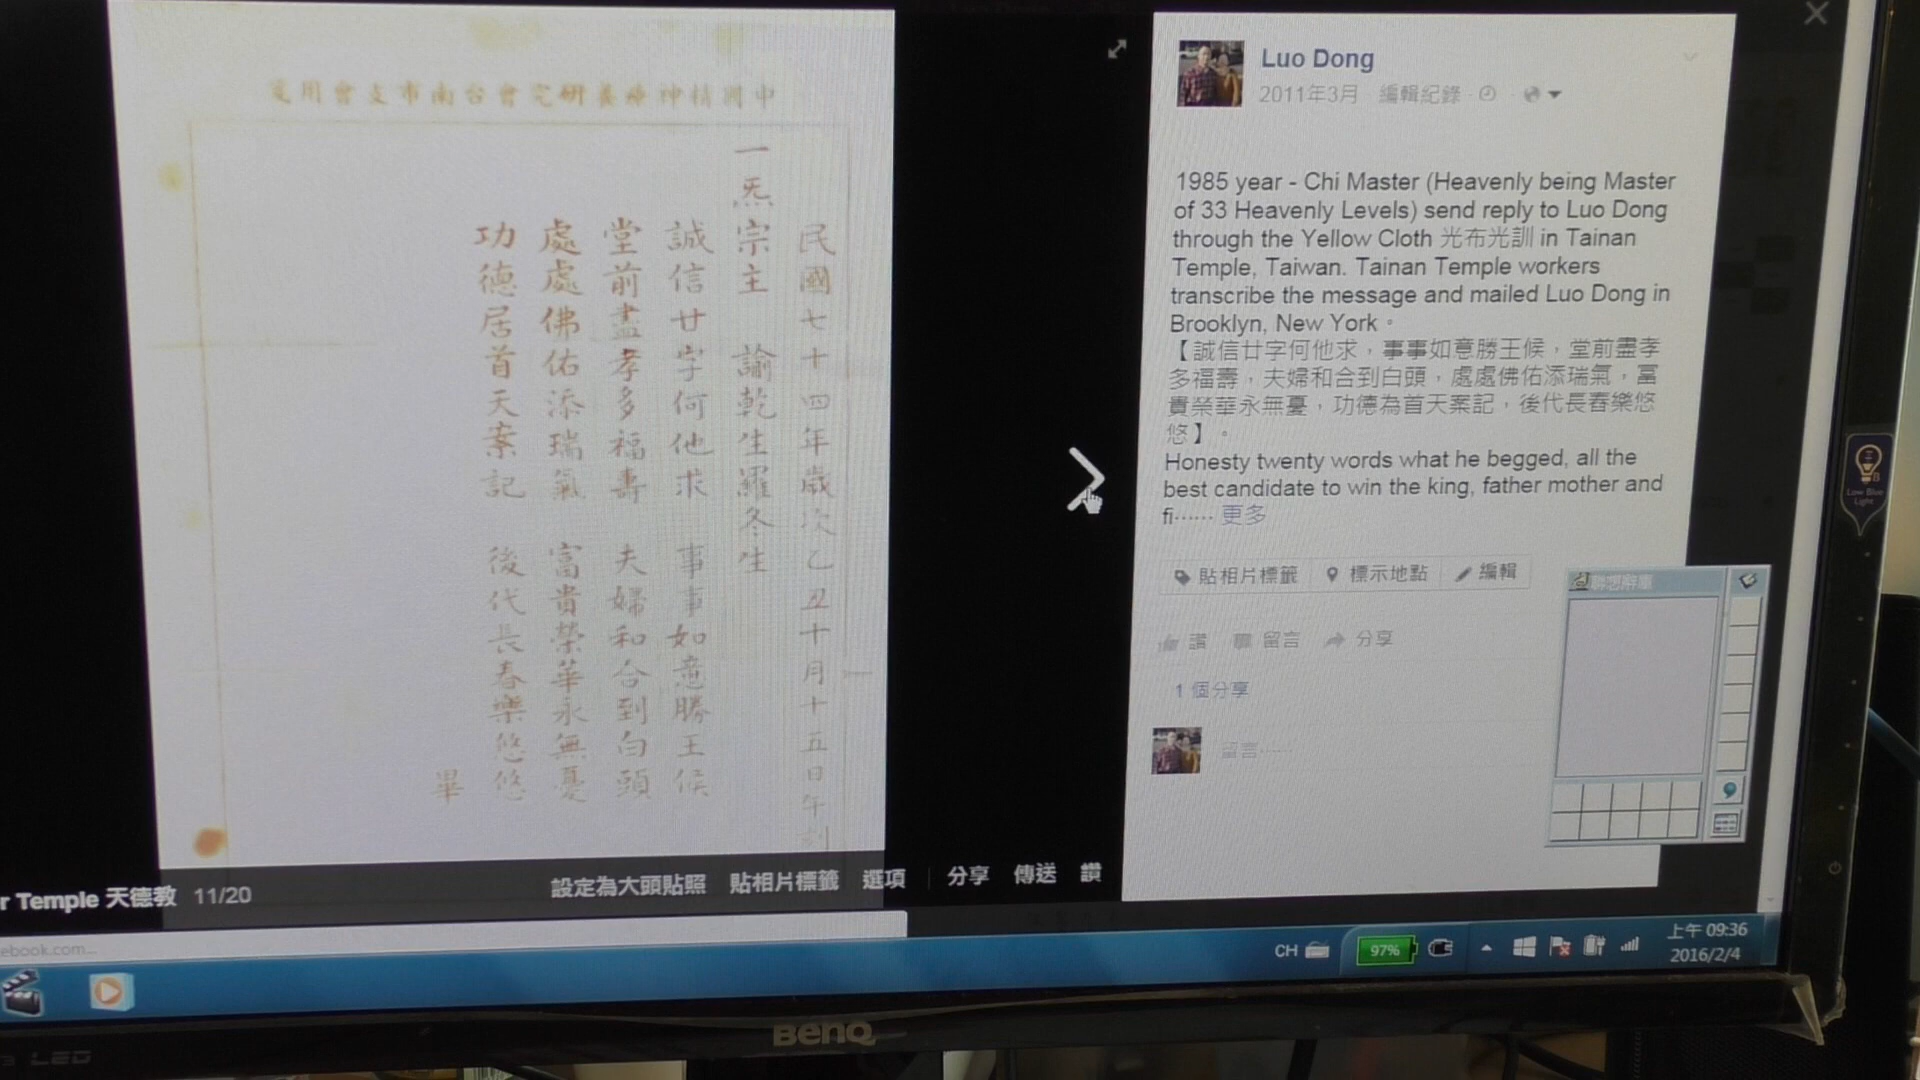 中國精神療養研究會台南市支會用箋
民國七十四年歲次乙丑十月十五日午刻
一炁宗主 諭乾生羅冬生
誠信廿字何他求 事事如意勝王候
堂前盡孝多福壽 夫婦和合到白頭
處處佛佑添瑞氣 富貴榮華永無憂
功德居首天案記 後代長春樂悠悠
畢
Luo Dong
2011年3月 編輯紀錄
1985 year - Chi Master (Heavenly being Master
of 33 Heavenly Levels) send reply to Luo Dong
through the Yellow Cloth 光布光訓 in Tainan
Temple, Taiwan. Tainan Temple workers
transcribe the message and mailed Luo Dong in
Brooklyn, New York。
【誠信廿字何他求，事事如意勝王候，堂前盡孝
多福壽，夫婦和合到白頭，處處佛佑添瑞氣，富
貴榮華永無憂，功德為首天案記，後代長春樂悠
悠】。
Honesty twenty words what he begged, all the
best candidate to win the king, father mother and
fi…… 更多
貼相片標籤 標示地點 編輯
讚 留言 分享
1 個分享
留言……
r Temple 天德教 11/20
設定為大頭貼照 貼相片標籤 選項 分享 傳送 讚
ebook.com...
CH 97% 上午 09:36
2016/2/4
BenQ
LED
Low Blue
Light